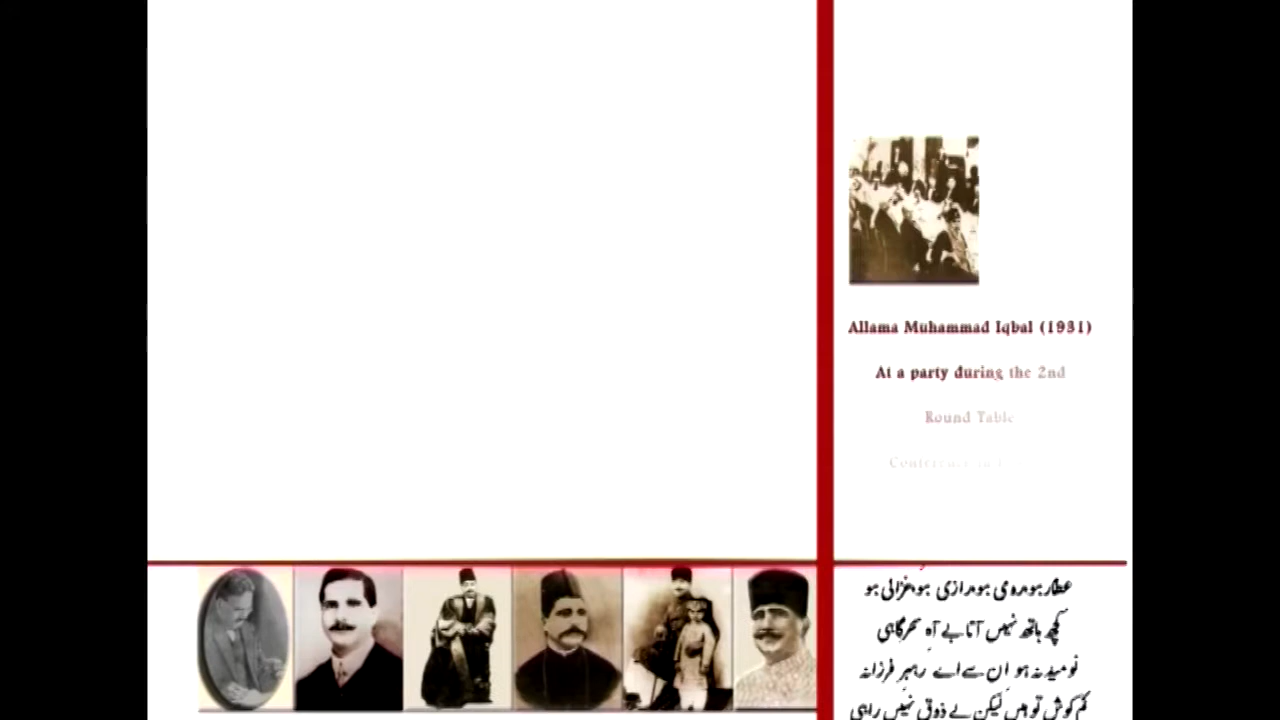 Allama Muhammad Iqbal (1931)
At a party during the 2nd
Round Table
عطار ہو، رومی ہو، رازی ہو، غزالی ہو
کچھ ہاتھ نہیں آتا بے آہِ سحرگاہی
نومید نہ ہو ان سے اے رہبرِ فرزانہ
کم کوش تو ہیں لیکن بے ذوق نہیں راہی